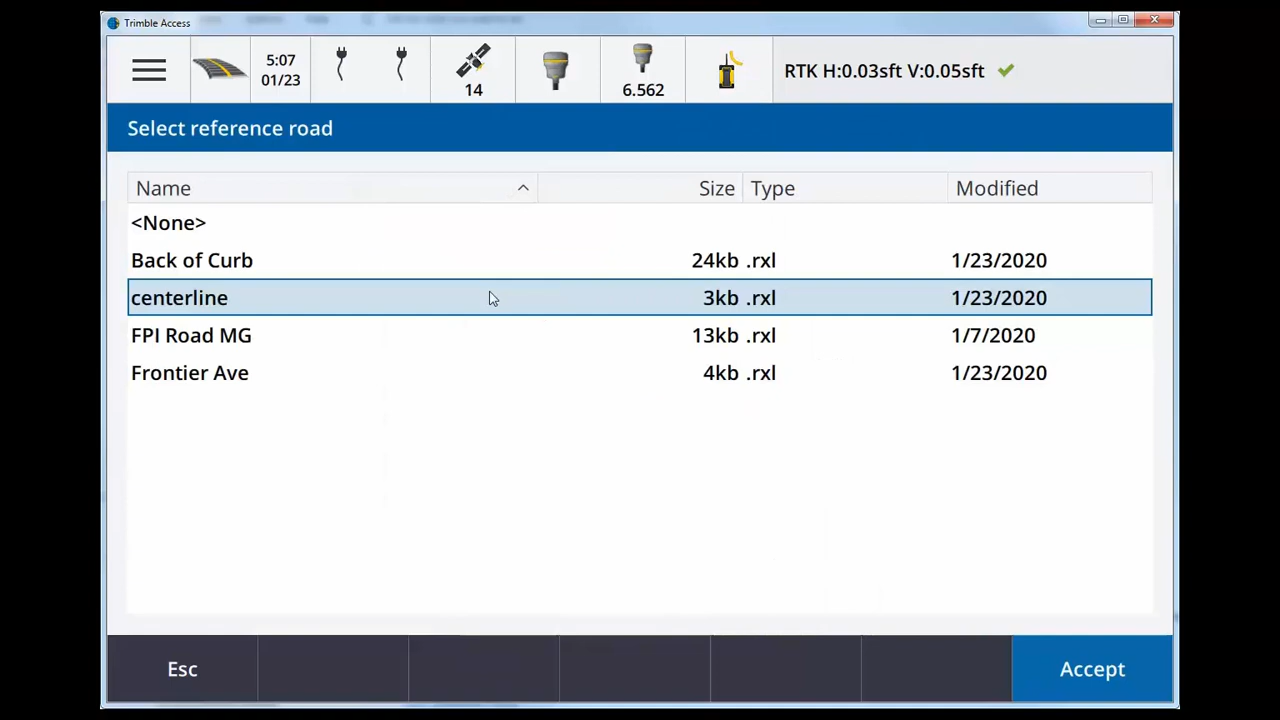 Trimble Access
5:07
01/23
14
6.562
RTK H:0.03sft V:0.05sft
Select reference road
Name Size Type Modified
<None>
Back of Curb 24kb .rxl 1/23/2020
centerline 3kb .rxl 1/23/2020
FPI Road MG 13kb .rxl 1/7/2020
Frontier Ave 4kb .rxl 1/23/2020
Esc Accept